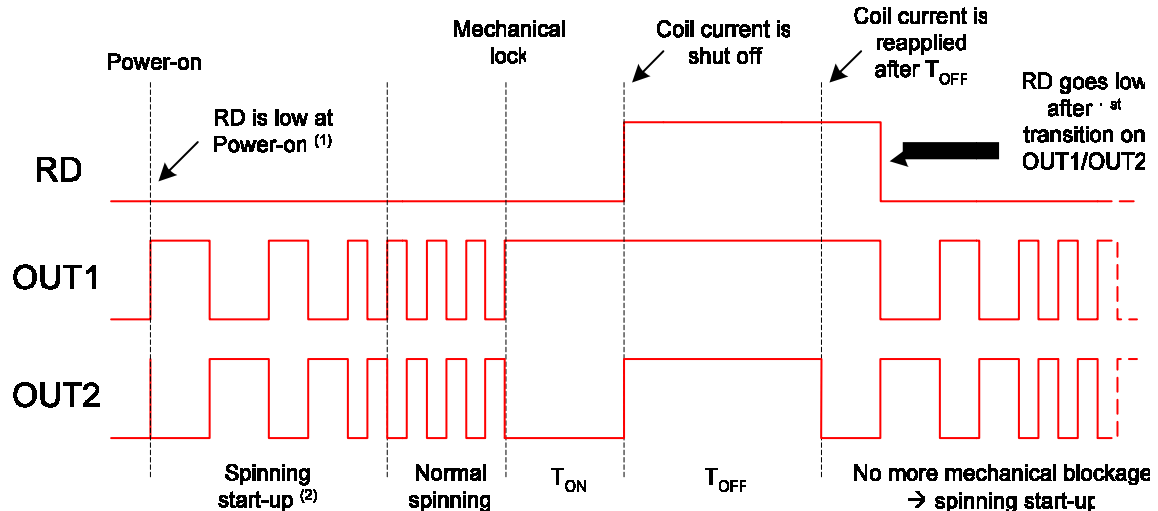 Power-on
RD is low at
Power-on (1)
Mechanical
lock
Coil current is
shut off
Coil current is
reapplied
after TOFF
RD goes low
after st
transition on
OUT1/OUT2
RD
OUT1
OUT2
Spinning
start-up (2)
Normal
spinning
TON
TOFF
No more mechanical blockage
→ spinning start-up